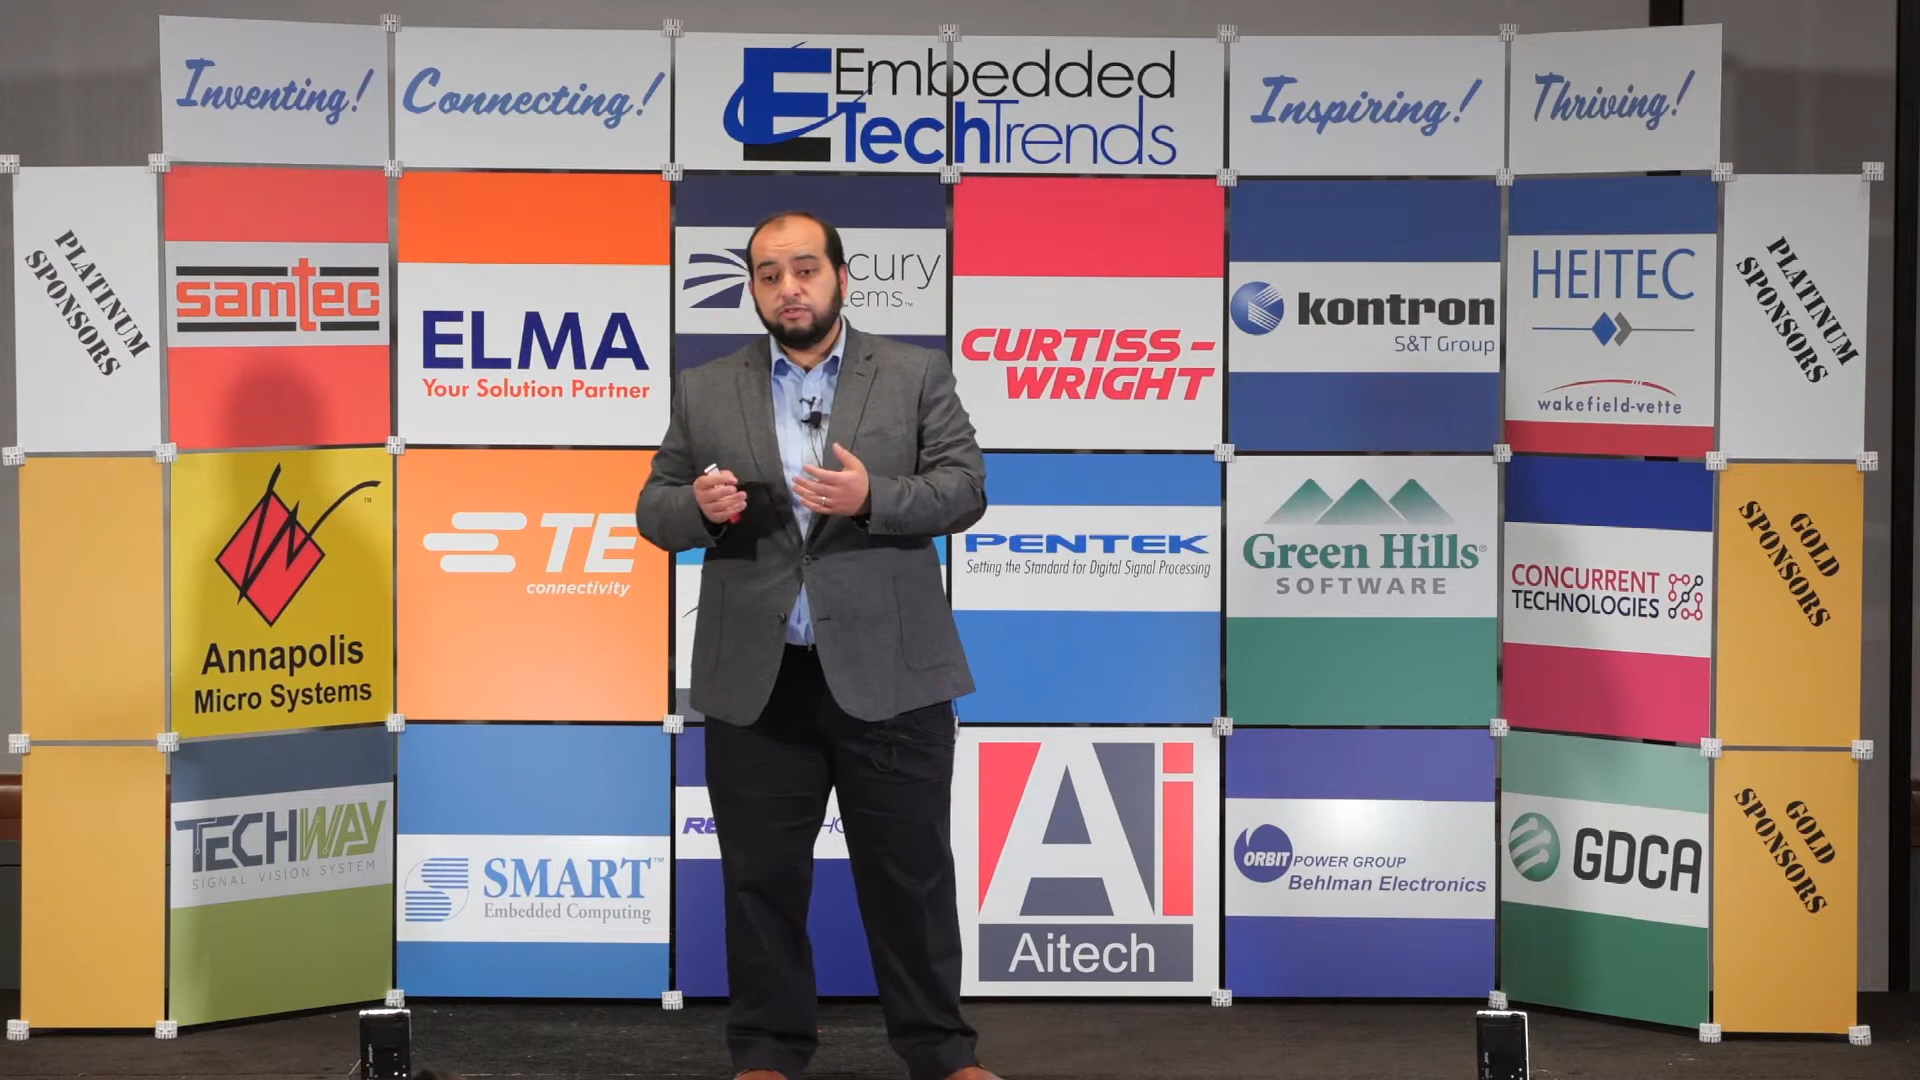 Inventing!
Connecting!
Embedded
TechTrends
Inspiring!
Thriving!
PLATINUM
SPONSORS
samtec
ELMA
Your Solution Partner
CURTISS-
WRIGHT
kontron
S&T Group
HEITEC
wakefield-vette
PLATINUM
SPONSORS
Annapolis
Micro Systems
TE
connectivity
PENTEK
Setting the Standard for Digital Signal Processing
Green Hills®
SOFTWARE
CONCURRENT
TECHNOLOGIES
GOLD
SPONSORS
TECHWAY
SIGNAL VISION SYSTEM
SMART™
Embedded Computing
Ai
Aitech
ORBIT POWER GROUP
Behlman Electronics
GDCA
GOLD
SPONSORS